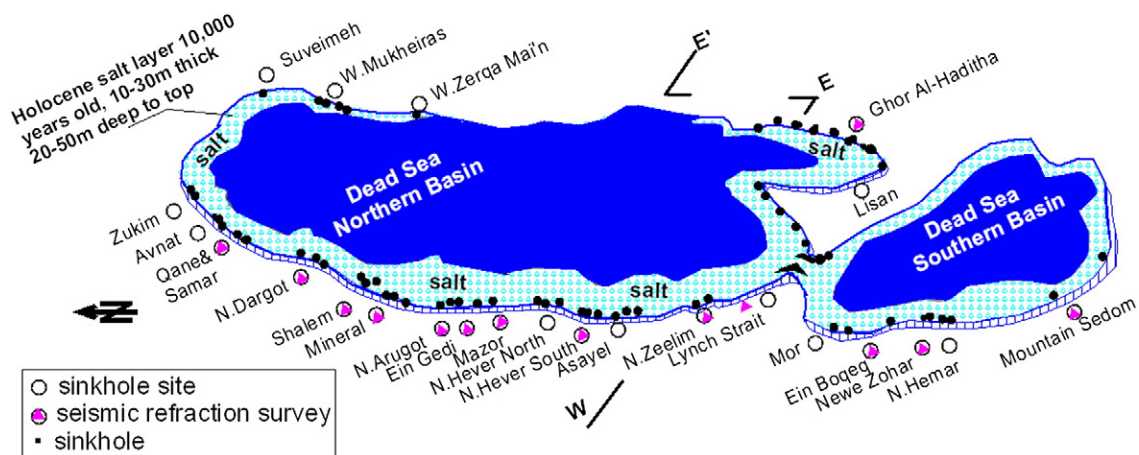 Holocene salt layer 10,000
years old, 10-30m thick
20-50m deep to top
Suveimeh
W.Mukheiras
W.Zerqa Mai'n
E'
E
Ghor Al-Haditha
salt
salt
Dead Sea
Northern Basin
Lisan
Dead Sea
Southern Basin
salt
salt
Zukim
Avnat
Qane&
Samar
N.Dargot
Shalem
Mineral
N.Arugot
Ein Gedi
Mazor
N.Hever North
N.Hever South
Asayel
N.Zeelim
Lynch Strait
Mor
Ein Boqeq
Newe Zohar
N.Hemar
Mountain Sedom
N
W
sinkhole site
seismic refraction survey
sinkhole